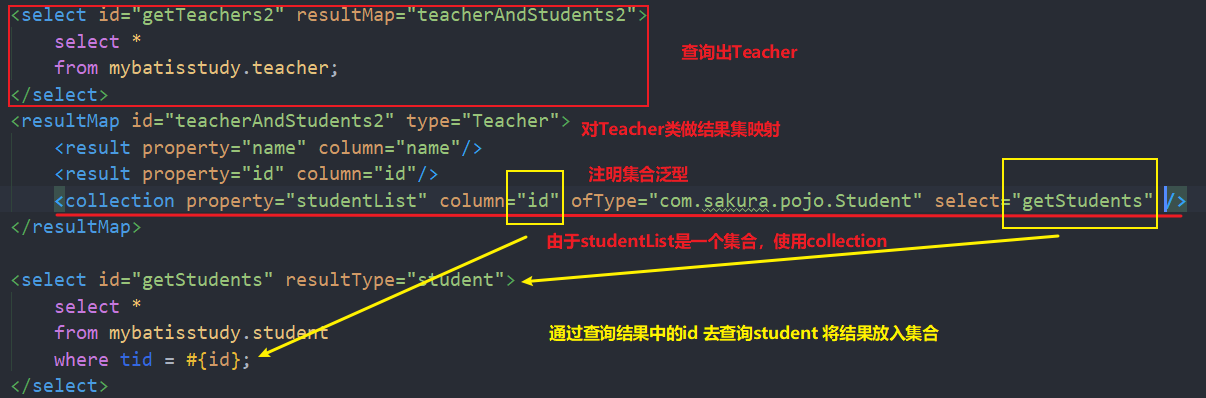 <select id="getTeachers2" resultMap="teacherAndStudents2">
select *
查询出Teacher
from mybatisstudy.teacher;
</select>
<resultMap id="teacherAndStudents2" type="Teacher">
对Teacher类做结果集映射
<result property="name" column="name"/>
<result property="id" column="id"/>
注明集合泛型
<collection property="studentList" column="id" ofType="com.sakura.pojo.Student" select="getStudents" />
</resultMap>
由于studentList是一个集合，使用collection
<select id="getStudents" resultType="student">
select *
from mybatisstudy.student
通过查询结果中的id 去查询student 将结果放入集合
where tid = #{id};
</select>